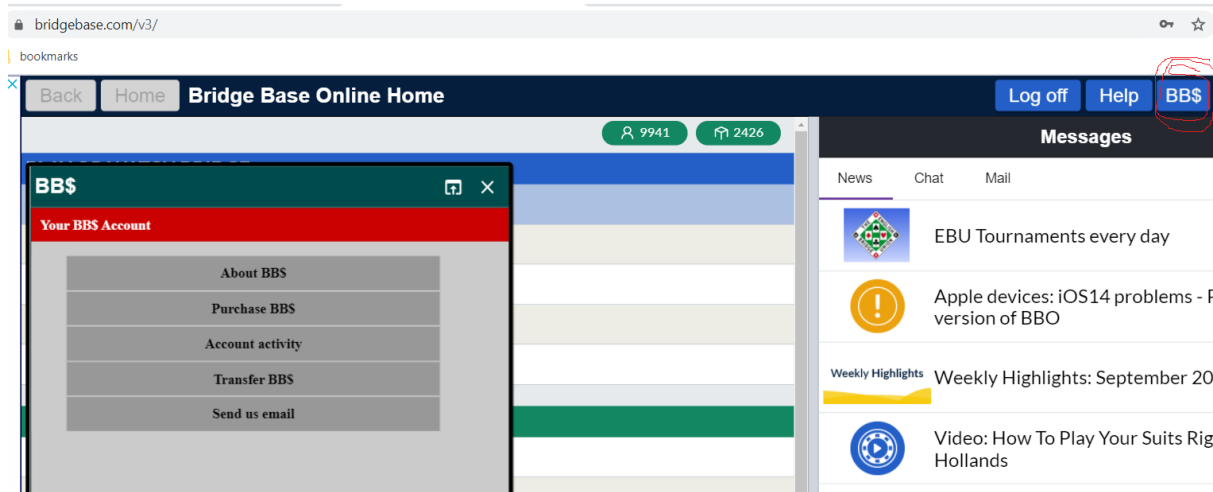 bridgebase.com/v3/
bookmarks
Back Home Bridge Base Online Home Log off Help BB$
9941 2426
Messages
BB$
Your BB$ Account
About BB$
Purchase BB$
Account activity
Transfer BB$
Send us email
News Chat Mail
EBU Tournaments every day
Apple devices: iOS14 problems -
version of BBO
Weekly Highlights Weekly Highlights: September 20
Video: How To Play Your Suits Rig
Hollands